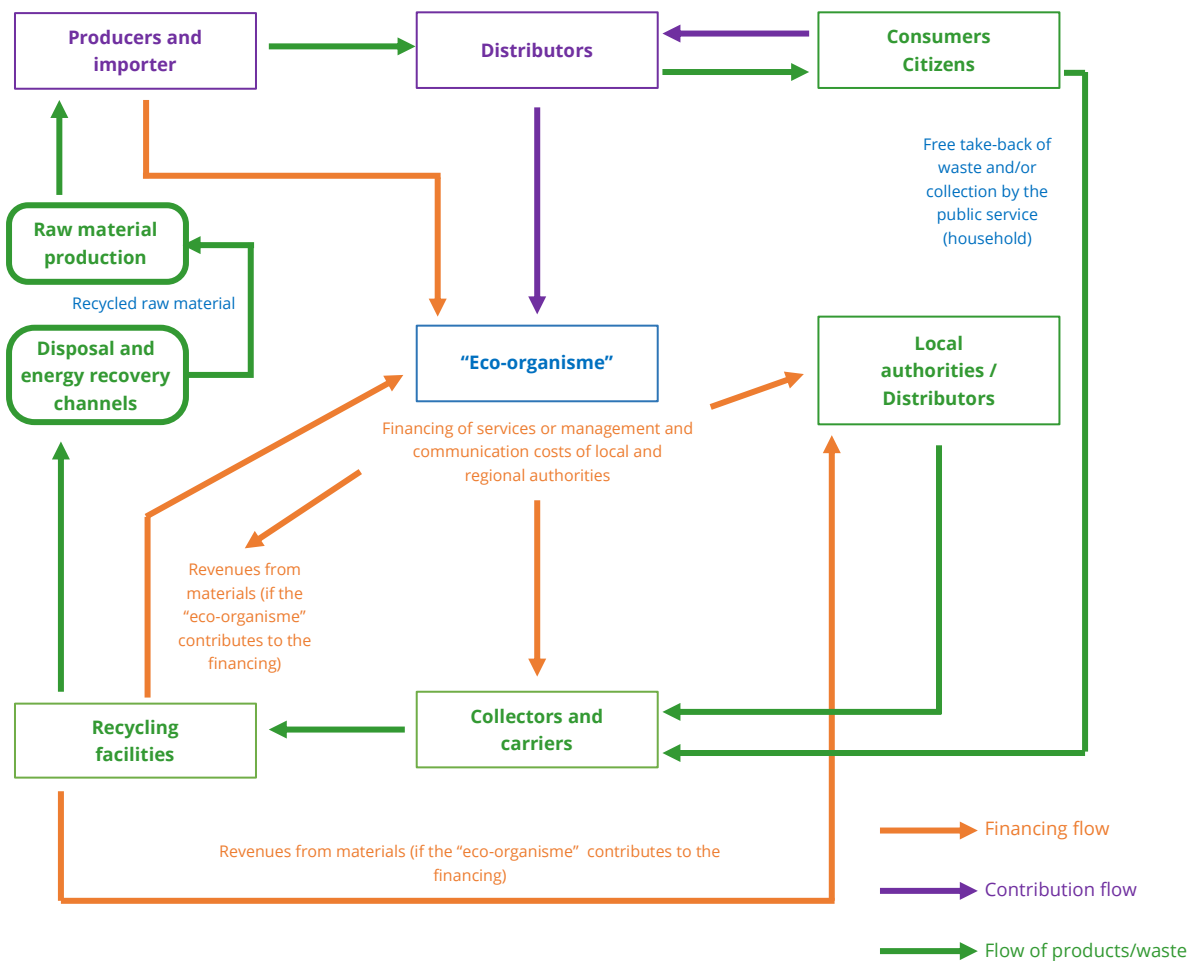 Producers and
importer
Distributors
Consumers
Citizens
Free take-back of
waste and/or
collection by the
public service
(household)
Raw material
production
Recycled raw material
Disposal and
energy recovery
channels
“Eco-organisme”
Local
authorities /
Distributors
Financing of services or management and
communication costs of local and
regional authorities
Revenues from
materials (if the
“eco-organisme”
contributes to the
financing)
Recycling
facilities
Collectors and
carriers
Revenues from materials (if the “eco-organisme”  contributes to the
financing)
Financing flow
Contribution flow
Flow of products/waste